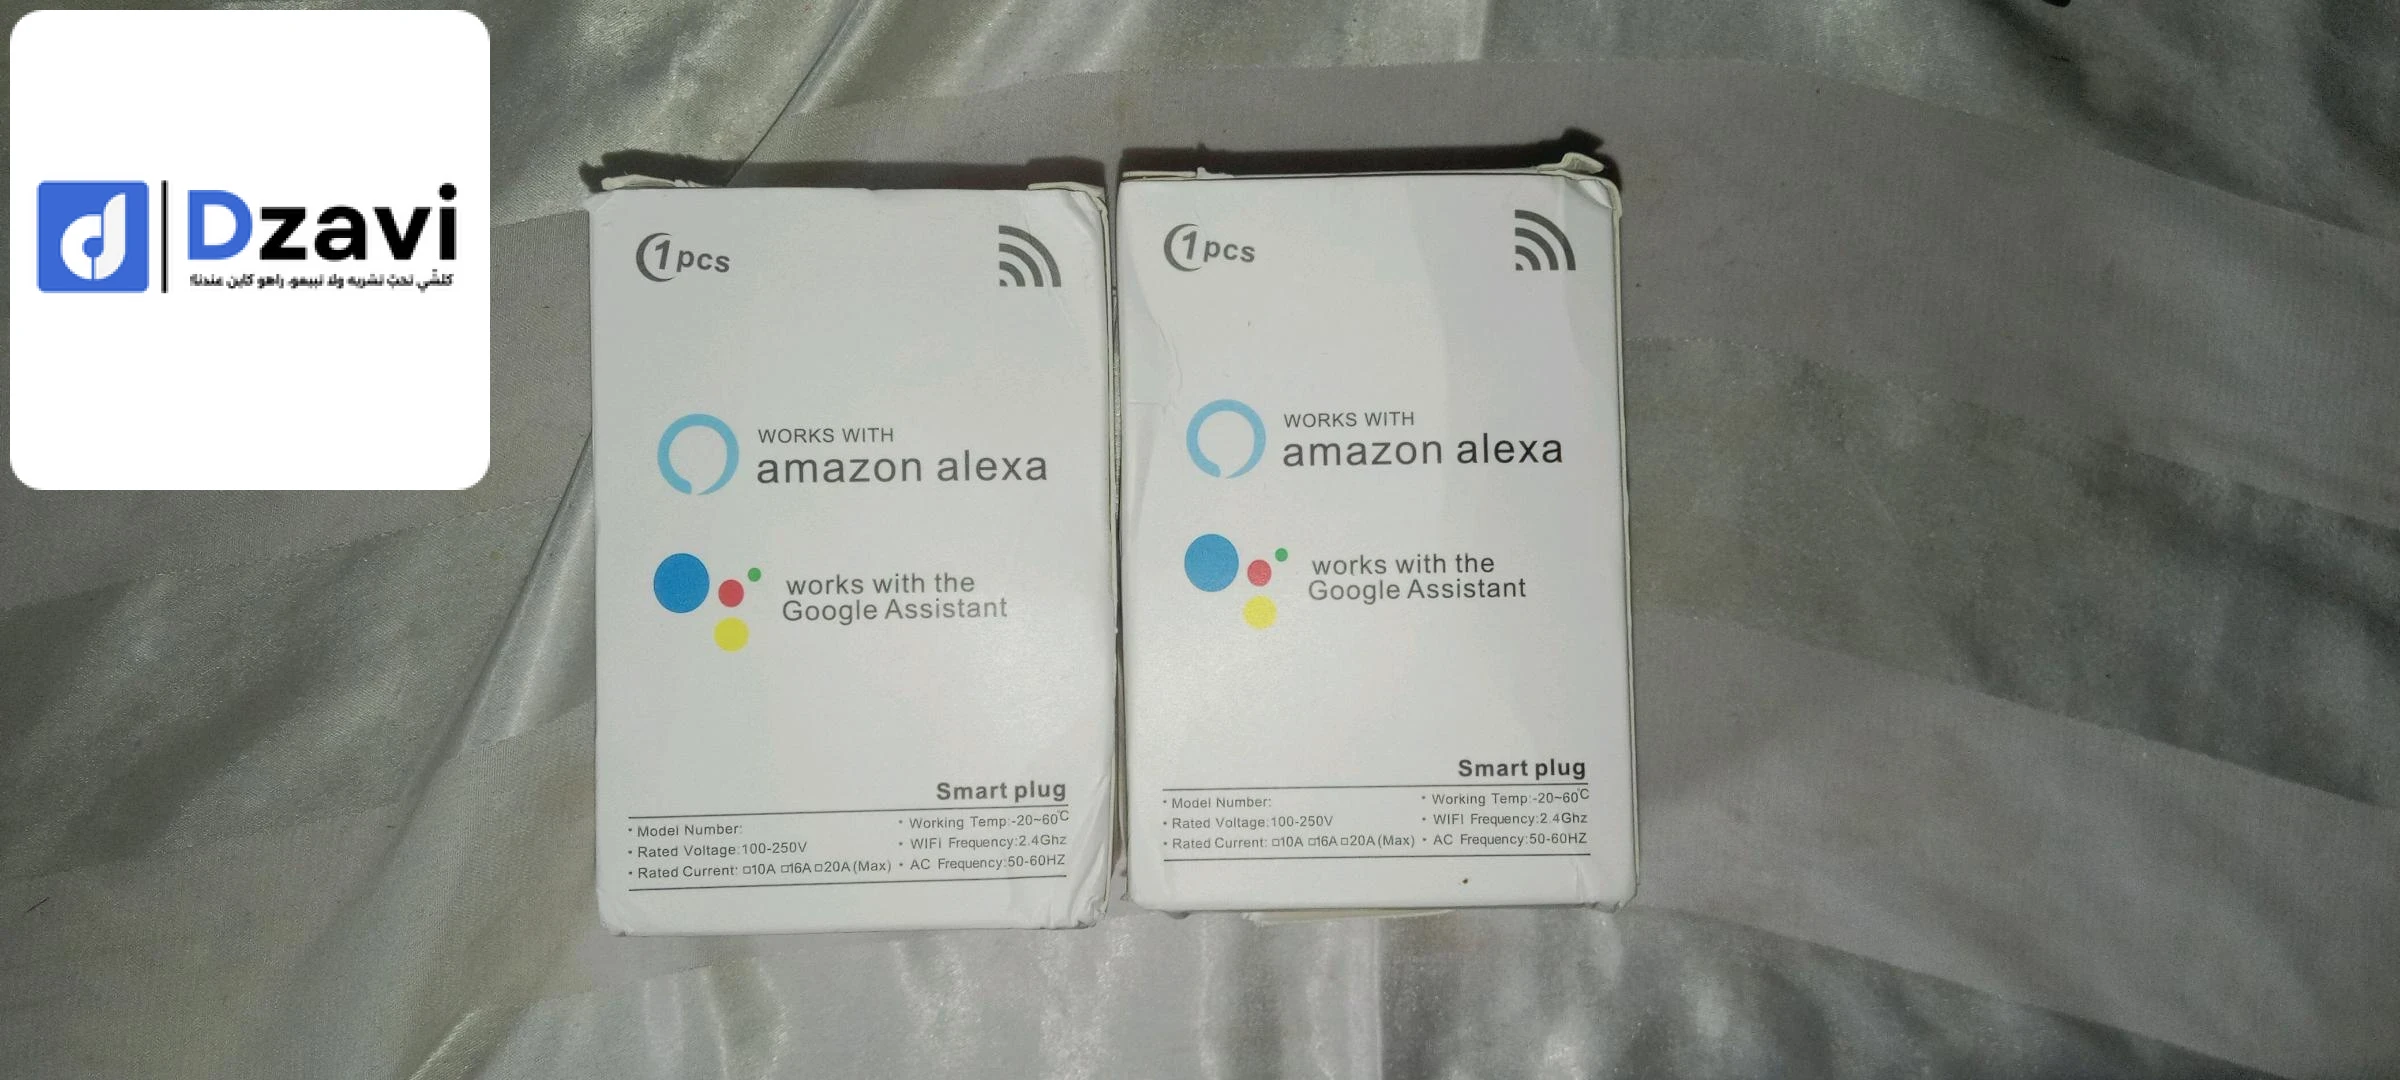 Dzavi
كلشي تحبّ تشريه ولا تبيعو، راهو كاين عندنا!
1 pcs
WORKS WITH
amazon alexa
works with the
Google Assistant
Smart plug
• Model Number:
• Rated Voltage:100-250V
• Rated Current: □10A □16A □20A (Max)
• Working Temp:-20~60℃
• WIFI Frequency:2.4Ghz
• AC Frequency:50-60HZ
1 pcs
WORKS WITH
amazon alexa
works with the
Google Assistant
Smart plug
• Model Number:
• Rated Voltage:100-250V
• Rated Current: □10A □16A □20A (Max)
• Working Temp:-20~60℃
• WIFI Frequency:2.4Ghz
• AC Frequency:50-60HZ